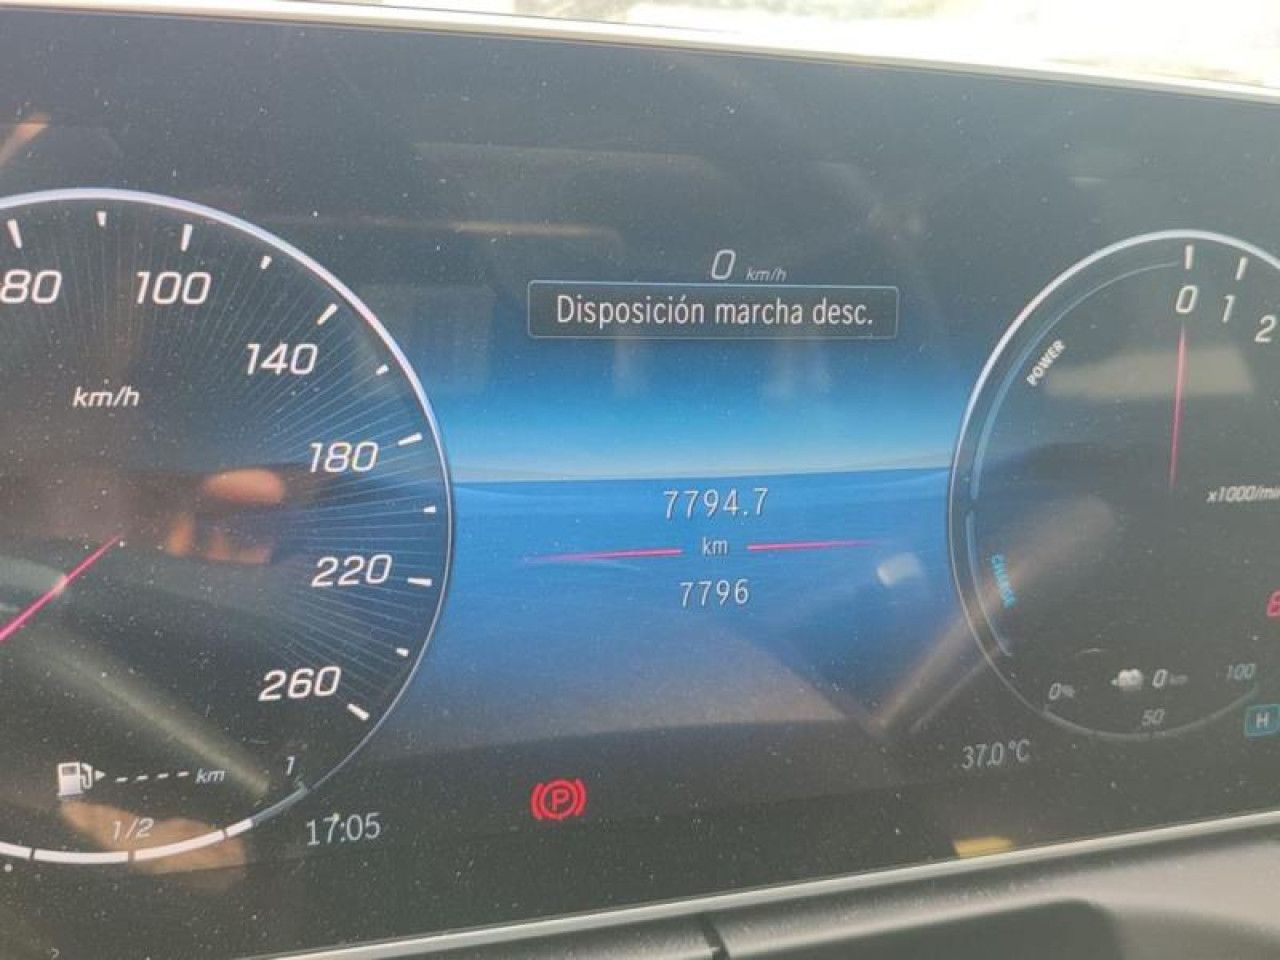 0 km/h
Disposición marcha desc.
80
100
140
180
220
260
km/h
7794.7
km
7796
POWER
CHARGE
0
1
2
x1000/min
0%
0 km
50
100
H
37.0 °C
P
----- km
1/2
1
17:05